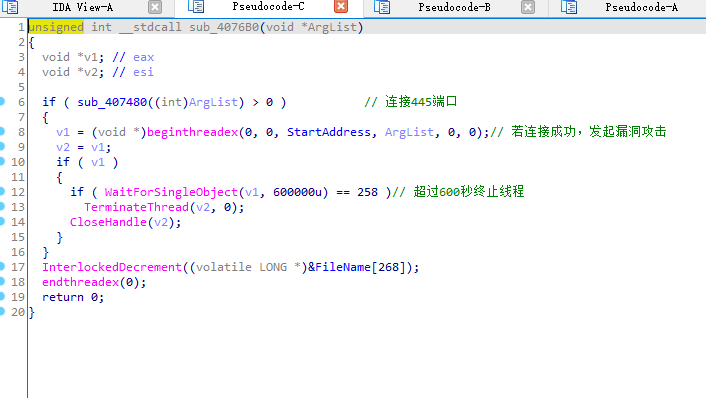 IDA View-A Pseudocode-C Pseudocode-B Pseudocode-A
1 unsigned int __stdcall sub_4076B0(void *ArgList)
2 {
3 void *v1; // eax
4 void *v2; // esi
5
6 if ( sub_407480((int)ArgList) > 0 ) // 连接445端口
7 {
8 v1 = (void *)beginthreadex(0, 0, StartAddress, ArgList, 0, 0);// 若连接成功，发起漏洞攻击
9 v2 = v1;
10 if ( v1 )
11 {
12 if ( WaitForSingleObject(v1, 600000u) == 258 )// 超过600秒终止线程
13 TerminateThread(v2, 0);
14 CloseHandle(v2);
15 }
16 }
17 InterlockedDecrement((volatile LONG *)&FileName[268]);
18 endthreadex(0);
19 return 0;
20 }